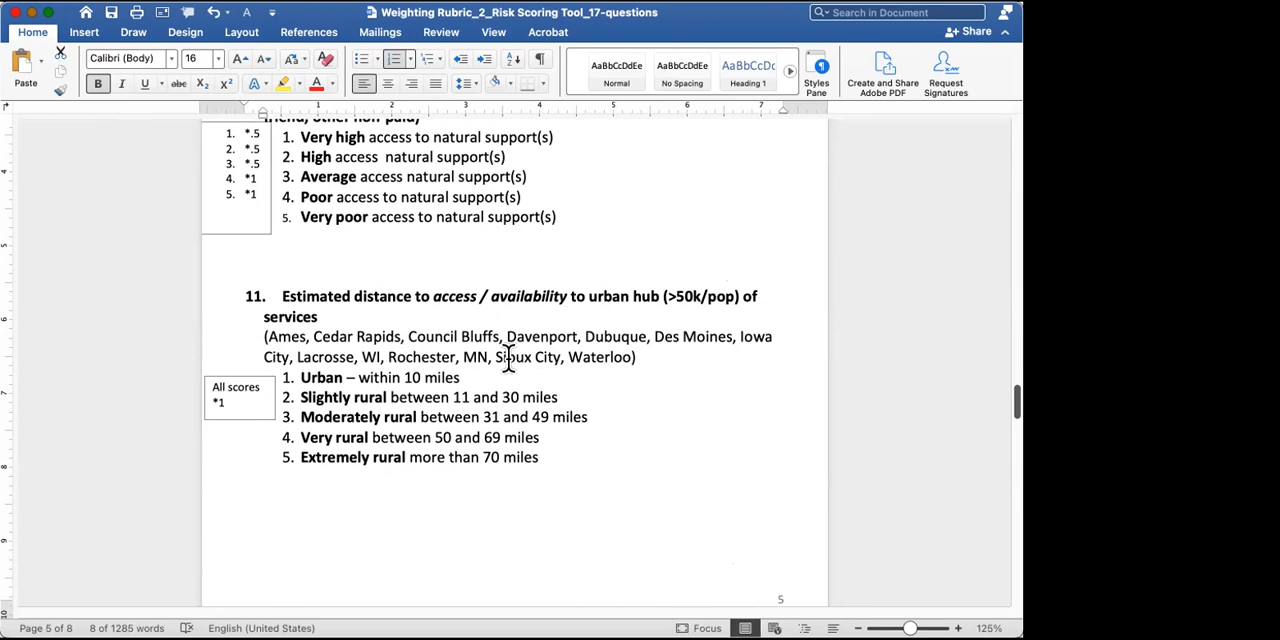 Weighting Rubric_2_Risk Scoring Tool_17-questions
Search in Document
Home Insert Draw Design Layout References Mailings Review View Acrobat
Share
Paste
Calibri (Body) 16
AaBbCcDdEe AaBbCcDdEe AaBbCcDc
Normal No Spacing Heading 1
Styles Pane
Create and Share Adobe PDF
Request Signatures
1 2 3 4 5 6 7
1. *.5
2. *.5
3. *.5
4. *1
5. *1
1. Very high access to natural support(s)
2. High access natural support(s)
3. Average access natural support(s)
4. Poor access to natural support(s)
5. Very poor access to natural support(s)
11. Estimated distance to access / availability to urban hub (>50k/pop) of
services
(Ames, Cedar Rapids, Council Bluffs, Davenport, Dubuque, Des Moines, Iowa
City, Lacrosse, WI, Rochester, MN, Sioux City, Waterloo)
All scores
*1
1. Urban – within 10 miles
2. Slightly rural between 11 and 30 miles
3. Moderately rural between 31 and 49 miles
4. Very rural between 50 and 69 miles
5. Extremely rural more than 70 miles
5
Page 5 of 8 8 of 1285 words English (United States) Focus 125%